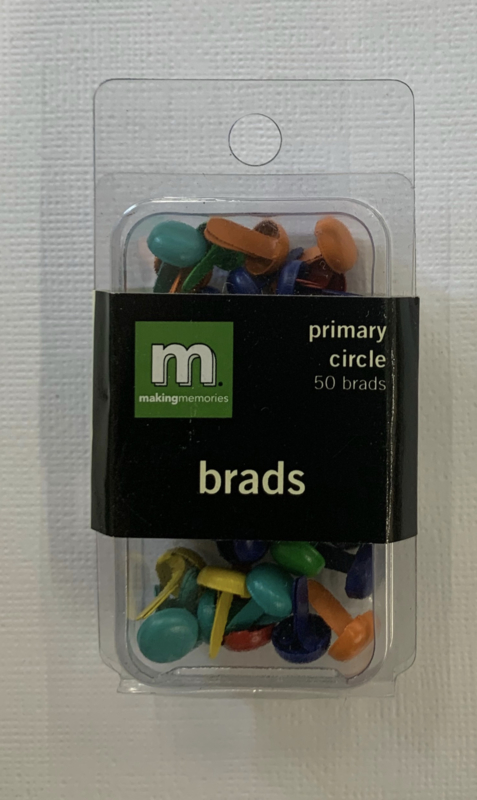 m.
makingmemories
primary
circle
50 brads
brads